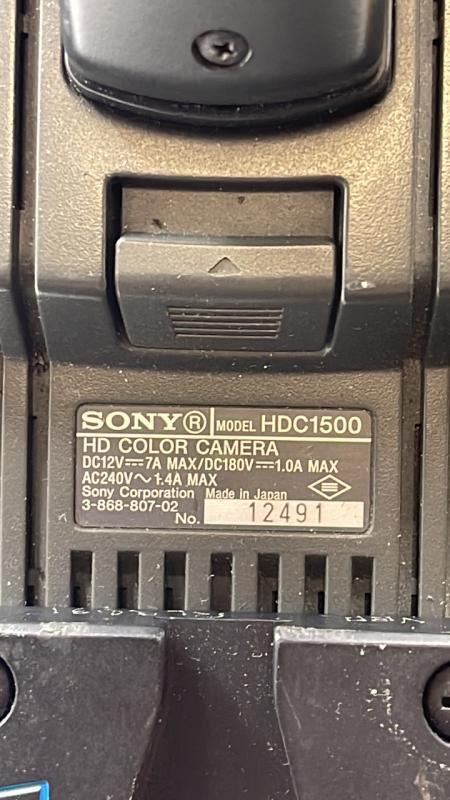 SONY® MODEL HDC1500
HD COLOR CAMERA
DC12V⎓7A MAX/DC180V⎓1.0A MAX
AC240V～1.4A MAX
Sony Corporation Made in Japan
3-868-807-02
No. 12491